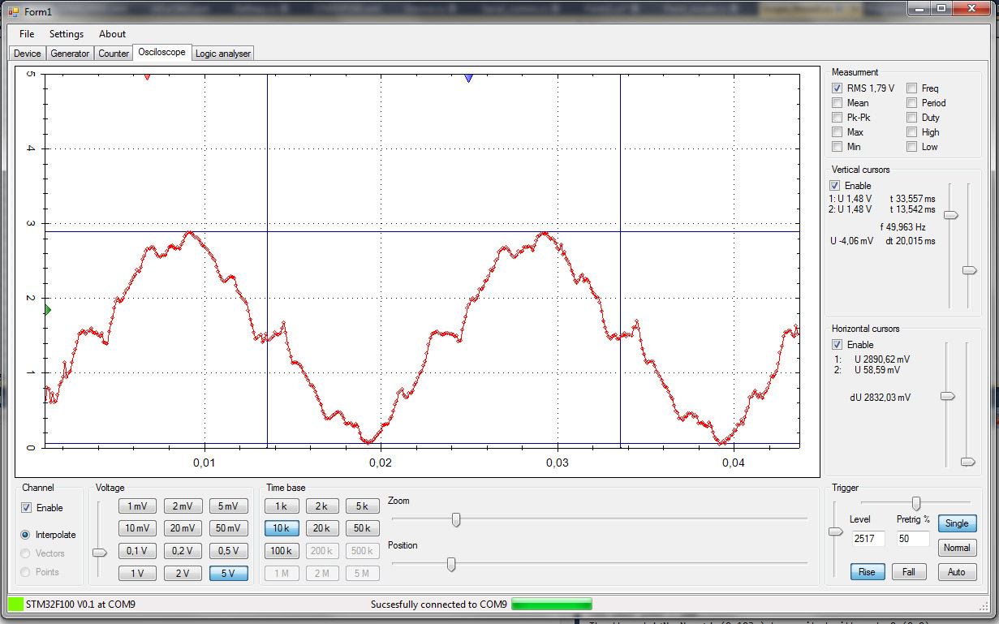 Form1
File Settings About
Device Generator Counter Osciloscope Logic analyser
5
4
3
2
1
0
0,01 0,02 0,03 0,04
Measurment
RMS 1,79 V Freq
Mean Period
Pk-Pk Duty
Max High
Min Low
Vertical cursors
Enable
1: U 1,48 V t 33,557 ms
2: U 1,48 V t 13,542 ms
f 49,963 Hz
U -4,06 mV dt 20,015 ms
Horizontal cursors
Enable
1: U 2890,62 mV
2: U 58,59 mV
dU 2832,03 mV
Channel
Enable
Interpolate
Vectors
Points
Voltage
1 mV 2 mV 5 mV
10 mV 20 mV 50 mV
0,1 V 0,2 V 0,5 V
1 V 2 V 5 V
Time base
1 k 2 k 5 k
10 k 20 k 50 k
100 k 200 k 500 k
1 M 2 M 5 M
Zoom
Position
Trigger
Level Pretrig %
2517 50
Single
Normal
Rise Fall Auto
STM32F100 V0.1 at COM9 Sucesfully connected to COM9